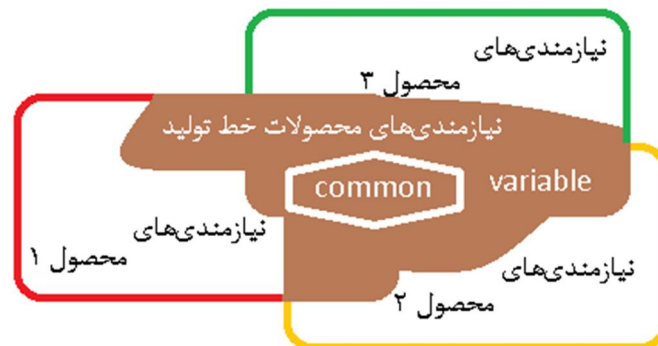 نیازمندی‌های
محصول ۳
نیازمندی‌های محصولات خط تولید
common
variable
نیازمندی‌های
محصول ۱
نیازمندی‌های
محصول ۲